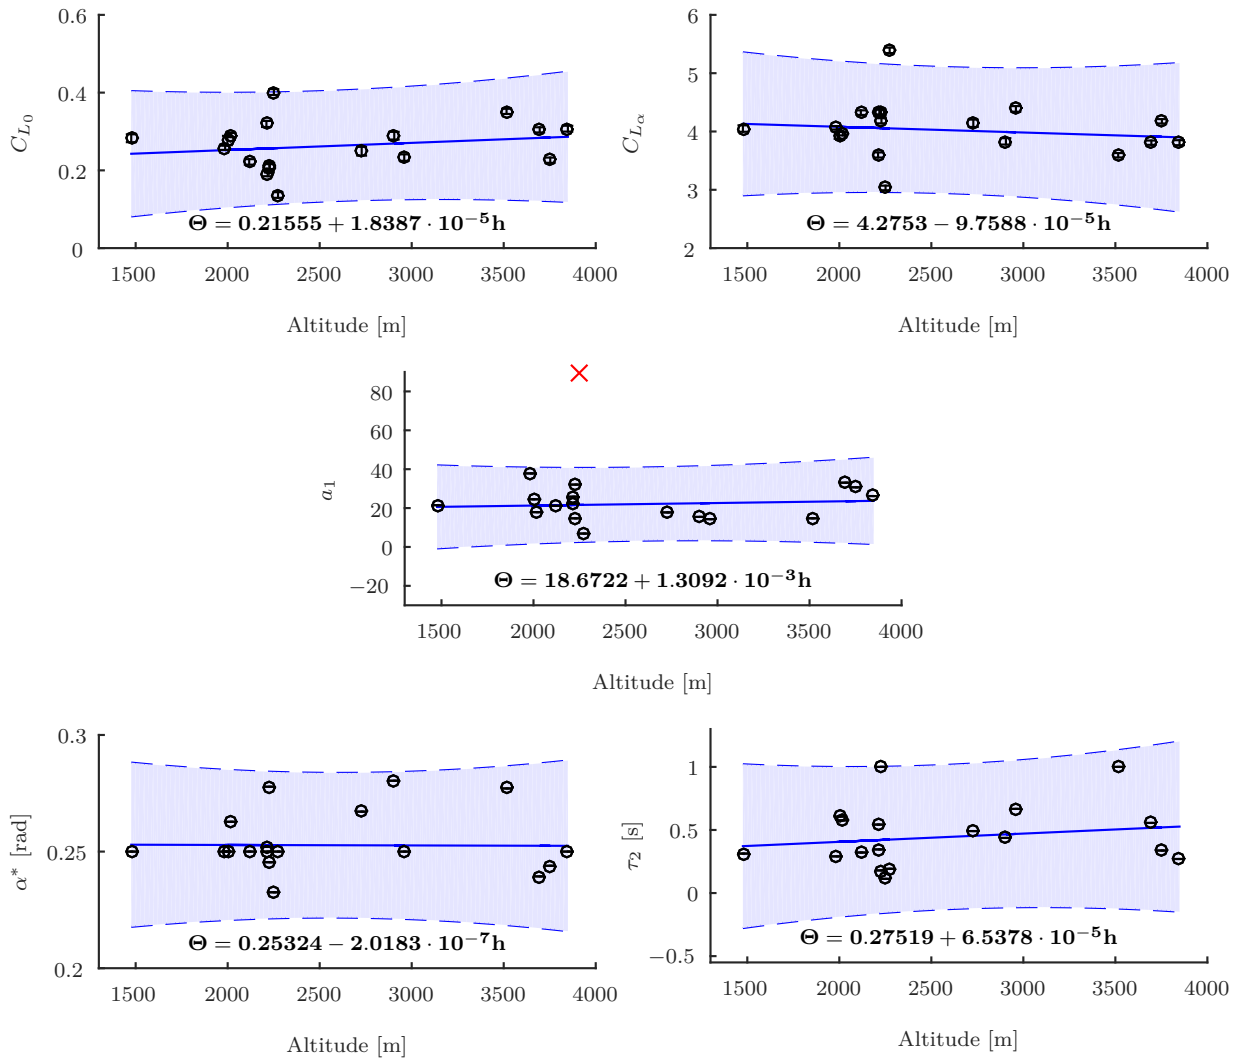 0.6
0.4
0.2
0
C_{L_0}
Θ = 0.21555 + 1.8387 · 10^{−5}h
1500 2000 2500 3000 3500 4000
Altitude [m]
6
5
4
3
2
C_{L_α}
Θ = 4.2753 − 9.7588 · 10^{−5}h
1500 2000 2500 3000 3500 4000
Altitude [m]
80
60
40
20
0
−20
a_1
Θ = 18.6722 + 1.3092 · 10^{−3}h
1500 2000 2500 3000 3500 4000
Altitude [m]
0.3
0.25
0.2
α* [rad]
Θ = 0.25324 − 2.0183 · 10^{−7}h
1500 2000 2500 3000 3500 4000
Altitude [m]
1
0.5
0
−0.5
τ_2 [s]
Θ = 0.27519 + 6.5378 · 10^{−5}h
1500 2000 2500 3000 3500 4000
Altitude [m]